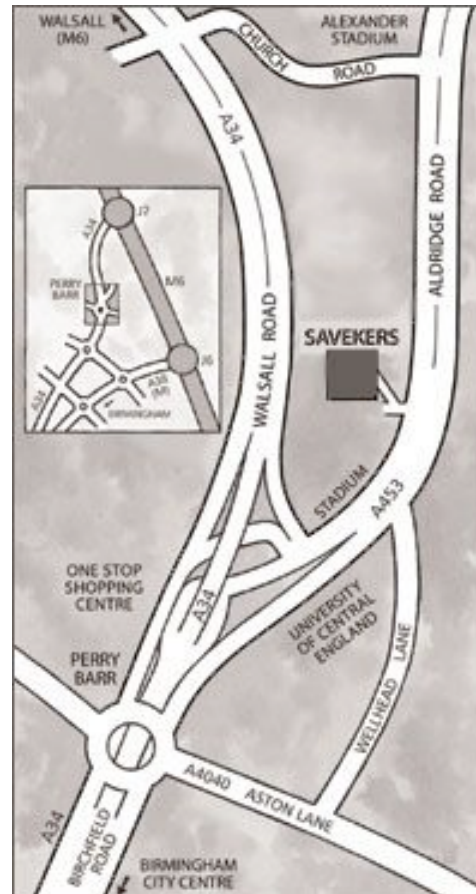 WALSALL
(M6)
ALEXANDER
STADIUM
CHURCH
ROAD
A34
ALDRIDGE ROAD
J7
A34
M6
PERRY
BARR
J6
A38
(M)
A34
BIRMINGHAM
WALSALL ROAD
SAVEKERS
STADIUM
A453
ONE STOP
SHOPPING
CENTRE
A34
UNIVERSITY
OF CENTRAL
ENGLAND
PERRY
BARR
WELLHEAD LANE
A4040 ASTON LANE
A34
BIRCHFIELD
ROAD
BIRMINGHAM
CITY CENTRE